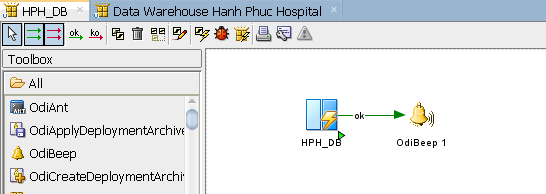 HPH_DB
Data Warehouse Hanh Phuc Hospital
ok
ko
Toolbox
All
OdiAnt
OdiApplyDeploymentArchive
OdiBeep
OdiCreateDeploymentArchi
ok
HPH_DB
OdiBeep 1